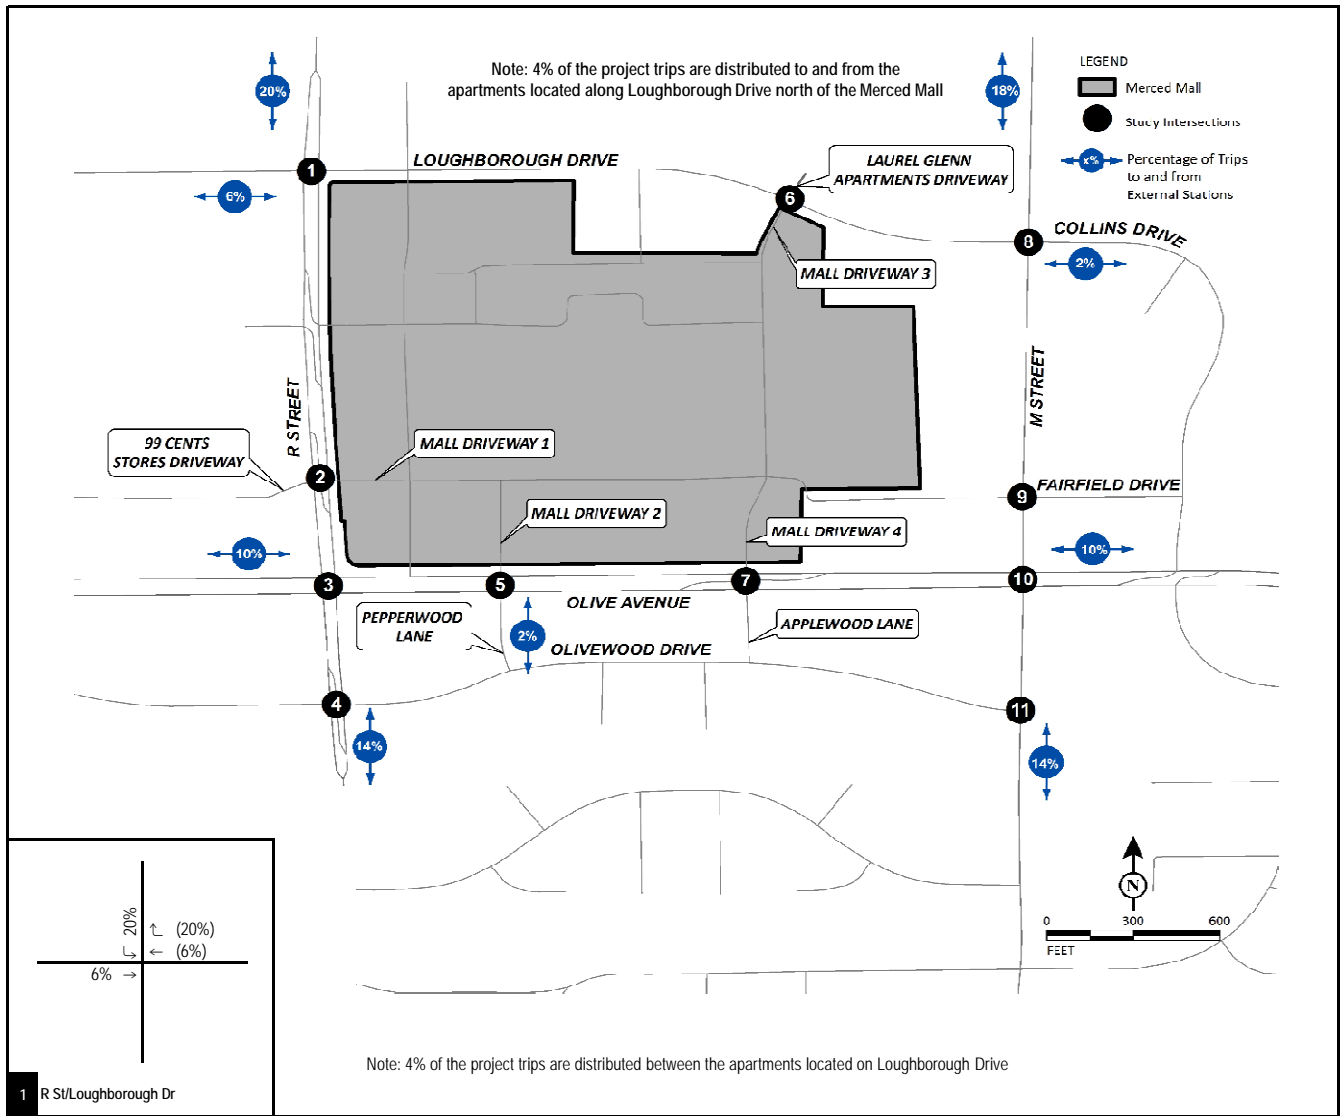 Note: 4% of the project trips are distributed to and from the
apartments located along Loughborough Drive north of the Merced Mall
LEGEND
Merced Mall
Study Intersections
x%
Percentage of Trips
to and from
External Stations
20%
18%
1
LOUGHBOROUGH DRIVE
LAUREL GLENN
APARTMENTS DRIVEWAY
6%
6
8
COLLINS DRIVE
2%
MALL DRIVEWAY 3
R STREET
M STREET
99 CENTS
STORES DRIVEWAY
MALL DRIVEWAY 1
2
9
FAIRFIELD DRIVE
MALL DRIVEWAY 2
MALL DRIVEWAY 4
10%
10%
3
5
7
10
OLIVE AVENUE
PEPPERWOOD
LANE
2%
APPLEWOOD LANE
OLIVEWOOD DRIVE
4
11
14%
14%
N
0 300 600
FEET
20%
(20%)
(6%)
6%
1 R St/Loughborough Dr
Note: 4% of the project trips are distributed between the apartments located on Loughborough Drive